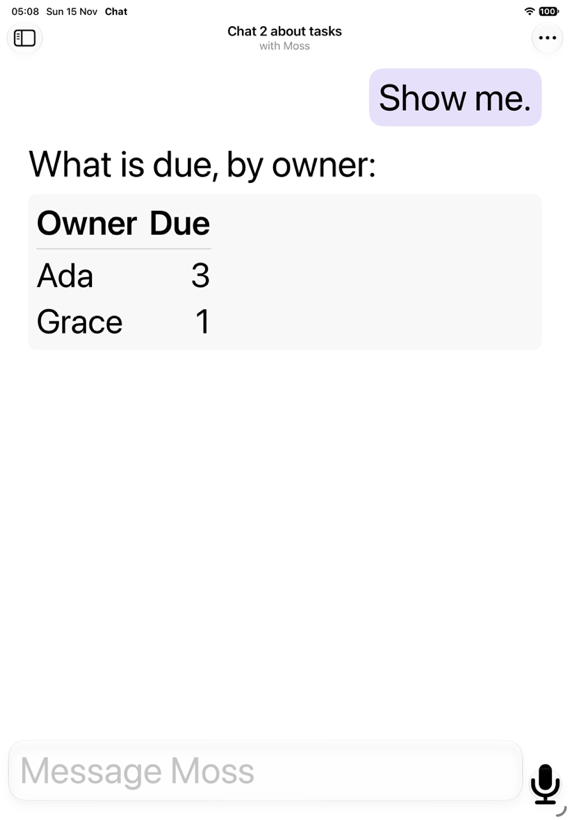 05:08 Sun 15 Nov Chat 100
Chat 2 about tasks
with Moss
Show me.
What is due, by owner:
Owner Due
Ada 3
Grace 1
Message Moss